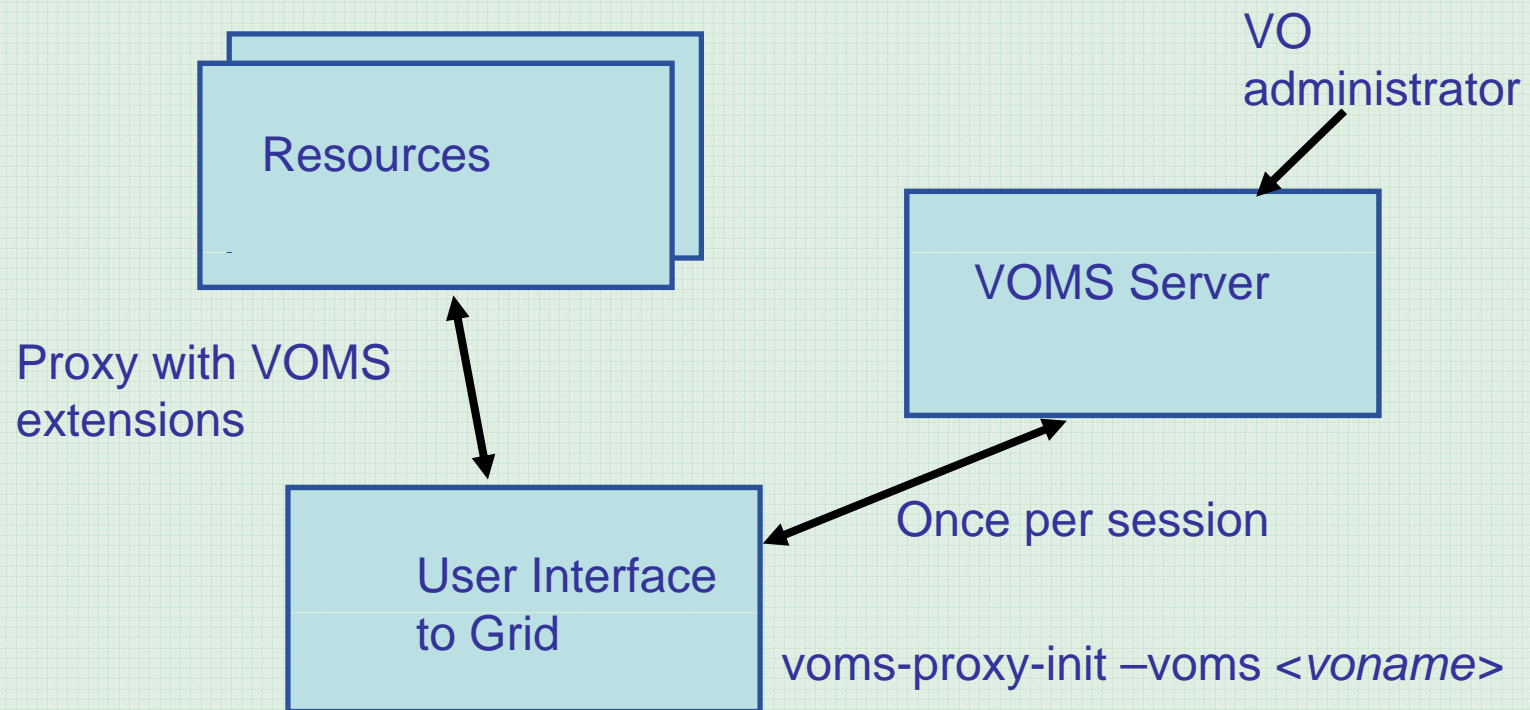 VO
administrator
Resources
VOMS Server
Proxy with VOMS
extensions
Once per session
User Interface
to Grid
voms-proxy-init –voms <voname>